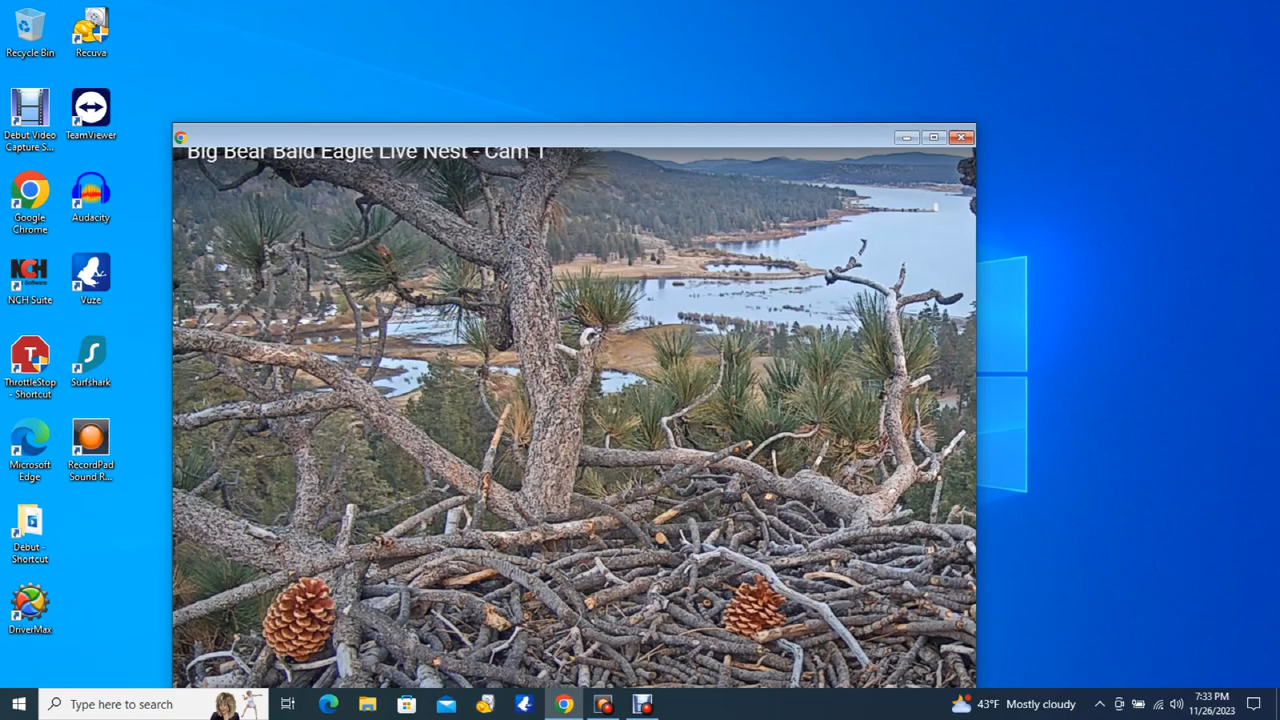 Recycle Bin
Recuva
Debut Video
Capture S...
TeamViewer
Google
Chrome
Audacity
NCH
NCH Suite
Vuze
T
ThrottleStop
- Shortcut
Surfshark
Microsoft
Edge
RecordPad
Sound R...
Debut -
Shortcut
DriverMax
Big Bear Bald Eagle Live Nest - Cam 1
Type here to search
43°F Mostly cloudy
7:33 PM
11/26/2023